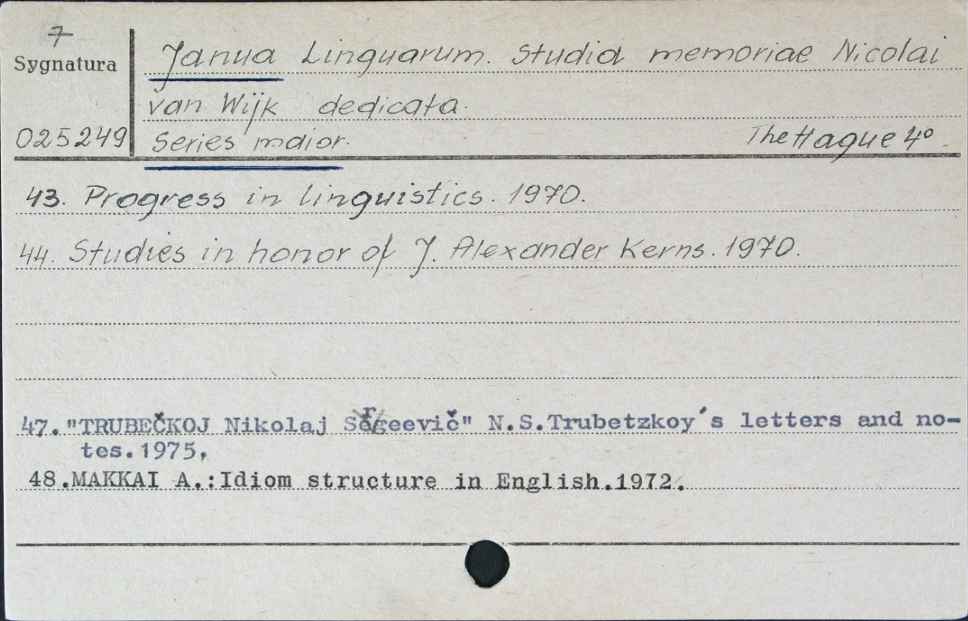 7
Sygnatura
025249
Janua Linguarum. Studia memoriae Nicolai
van Wijk dedicata.
Series maior.
The Hague 4°.
43. Progress in linguistics. 1970.
44. Studies in honor of J. Alexander Kerns. 1970.
47."TRUBEČKOJ Nikolaj Sergeevič" N.S.Trubetzkoy´s letters and no-
tes.1975.
48.MAKKAI A.:Idiom structure in English.1972.